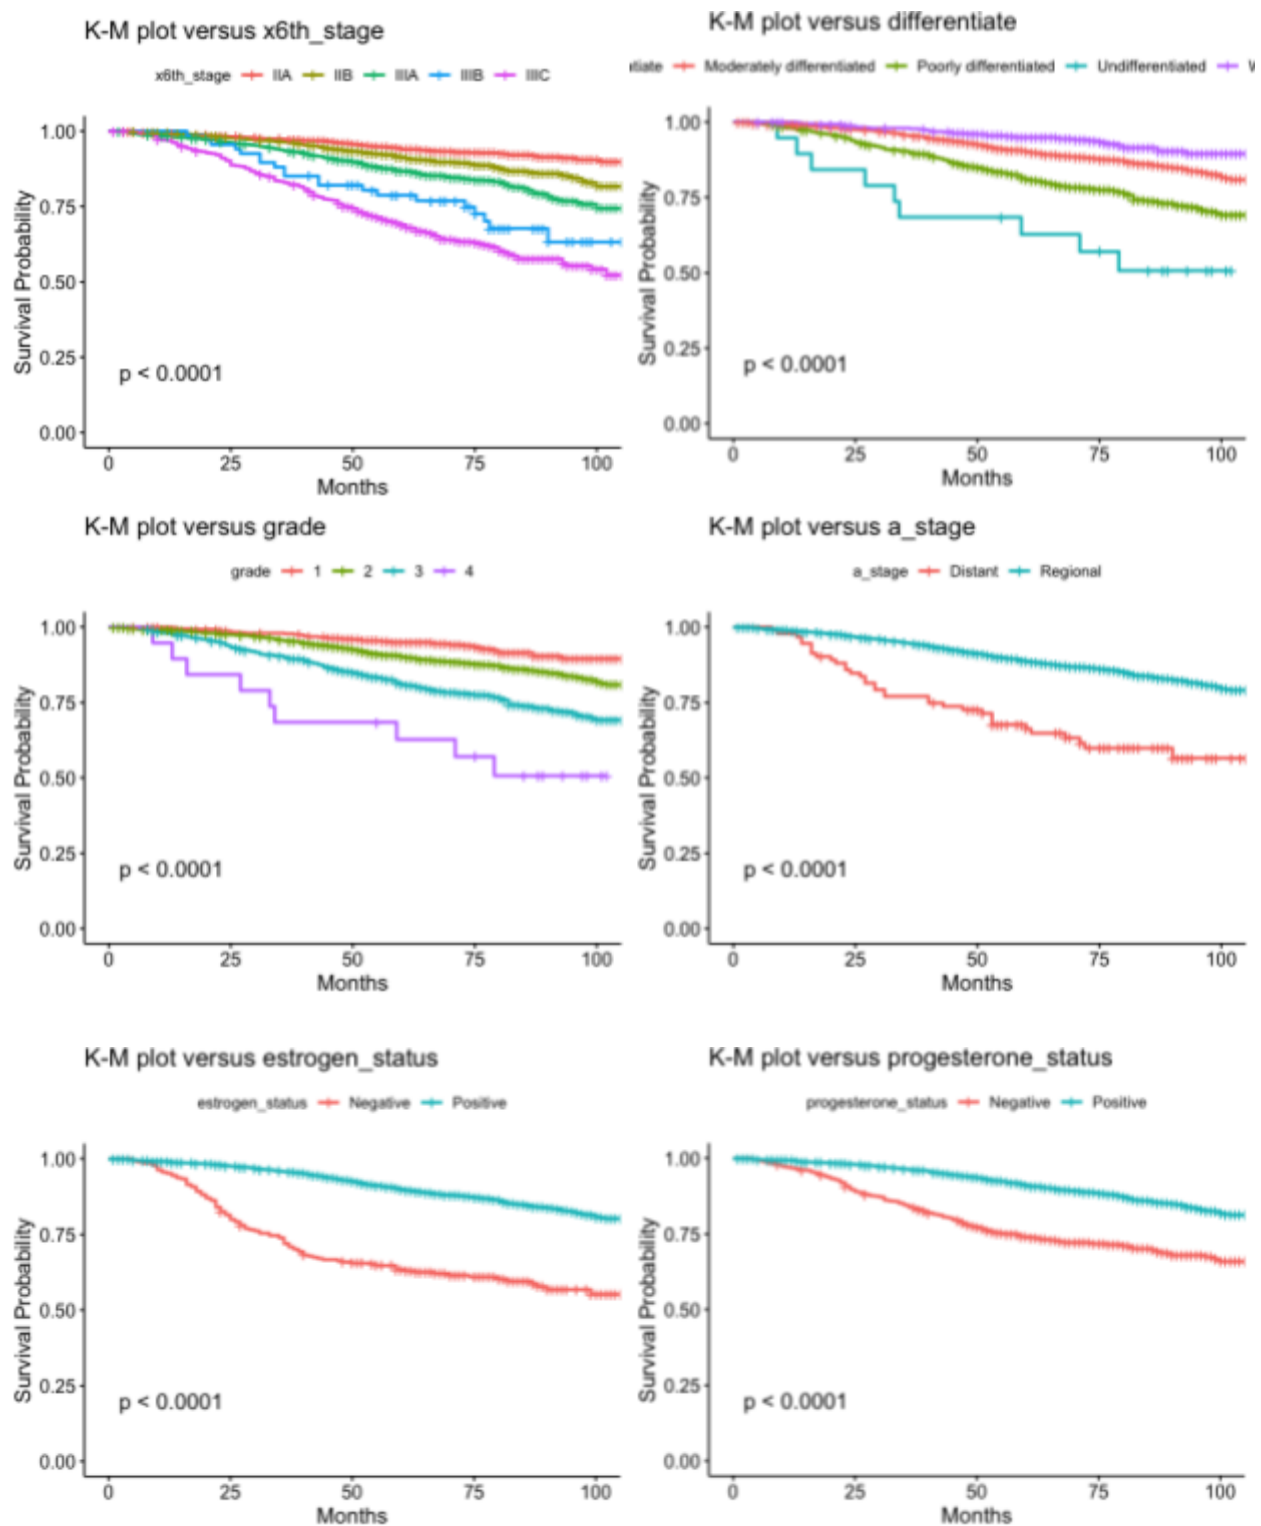 K-M plot versus x6th_stage
x6th_stage IIA IIB IIIA IIIB IIIC
1.00
0.75
0.50
0.25
0.00
Survival Probability
p < 0.0001
0 25 50 75 100
Months
K-M plot versus differentiate
tiate Moderately differentiated Poorly differentiated Undifferentiated
1.00
0.75
0.50
0.25
0.00
Survival Probability
p < 0.0001
0 25 50 75 100
Months
K-M plot versus grade
grade 1 2 3 4
1.00
0.75
0.50
0.25
0.00
Survival Probability
p < 0.0001
0 25 50 75 100
Months
K-M plot versus a_stage
a_stage Distant Regional
1.00
0.75
0.50
0.25
0.00
Survival Probability
p < 0.0001
0 25 50 75 100
Months
K-M plot versus estrogen_status
estrogen_status Negative Positive
1.00
0.75
0.50
0.25
0.00
Survival Probability
p < 0.0001
0 25 50 75 100
Months
K-M plot versus progesterone_status
progesterone_status Negative Positive
1.00
0.75
0.50
0.25
0.00
Survival Probability
p < 0.0001
0 25 50 75 100
Months